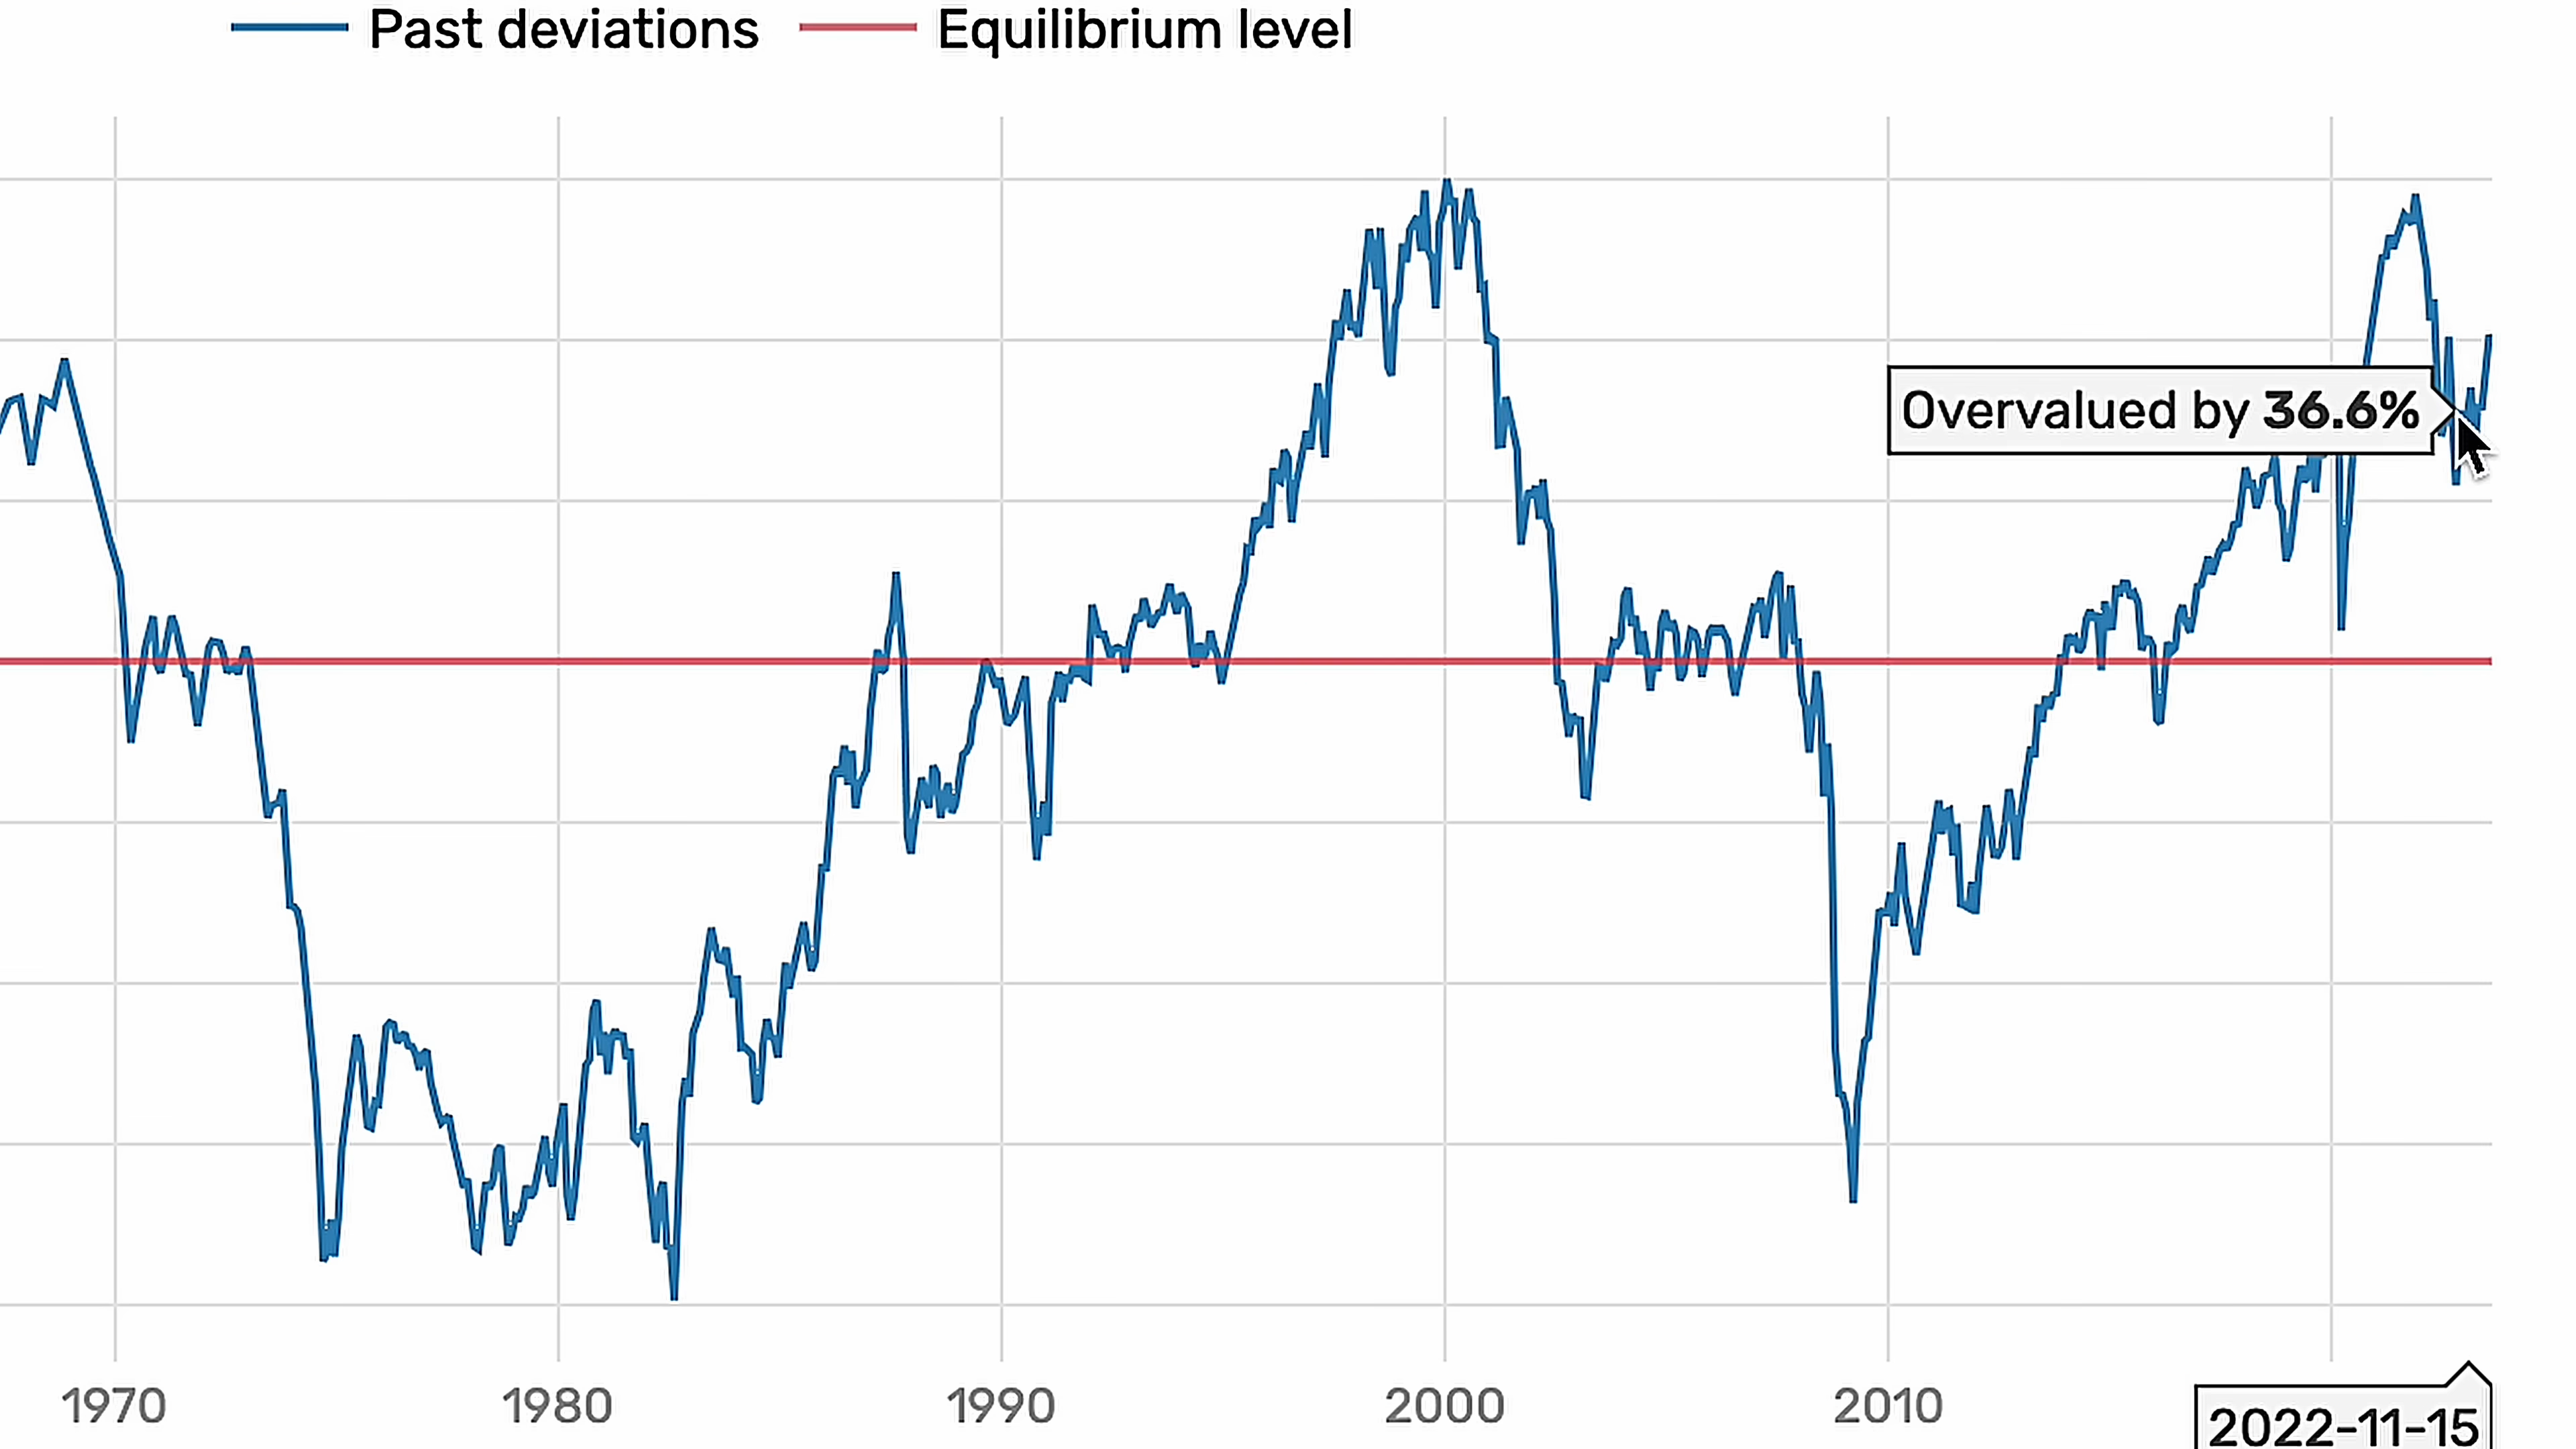 Past deviations Equilibrium level
Overvalued by 36.6%
1970 1980 1990 2000 2010
2022-11-15